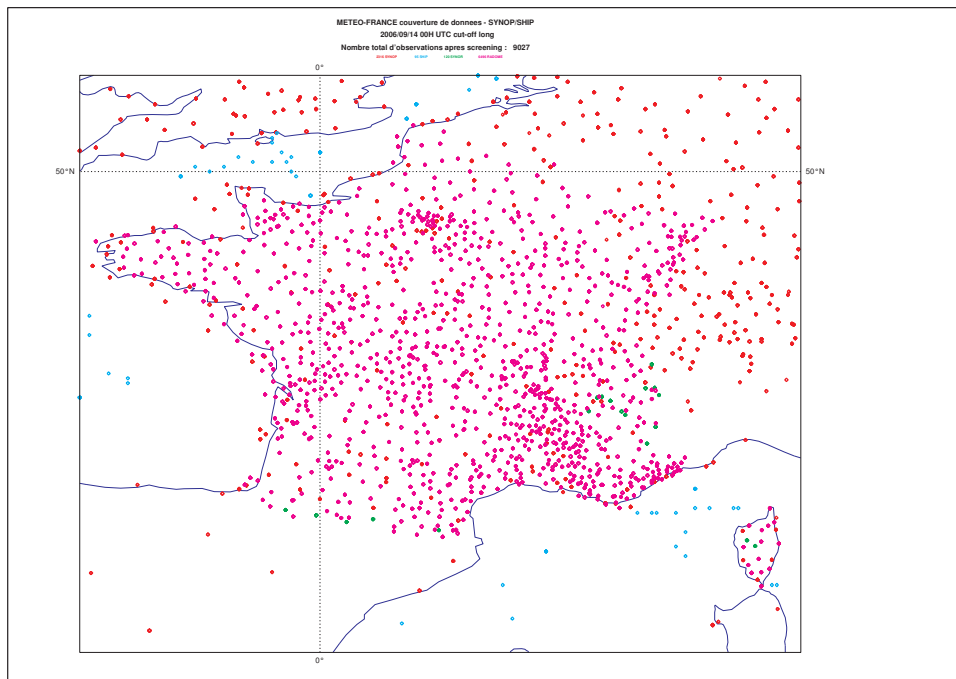 METEO-FRANCE couverture de donnees - SYNOP/SHIP
2006/09/14 00H UTC cut-off long
Nombre total d'observations apres screening : 9027
0°
50°N
50°N
0°